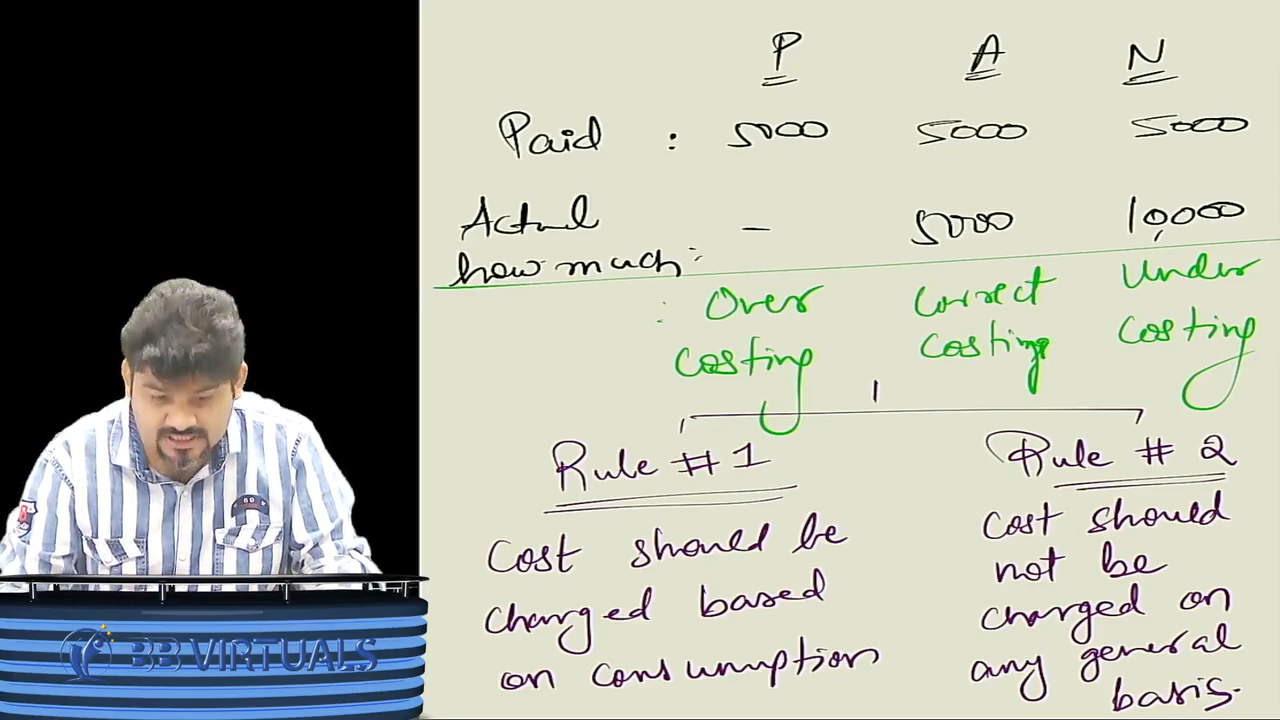 P A N
Paid : 5000 5000 5000
Actual
how much: - 5000 10,000
: Over Correct Under
Costing Costing Costing
Rule # 1
Cost should be
charged based
on consumption
Rule # 2
Cost should
not be
charged on
any general
basis.
BB VIRTUALS